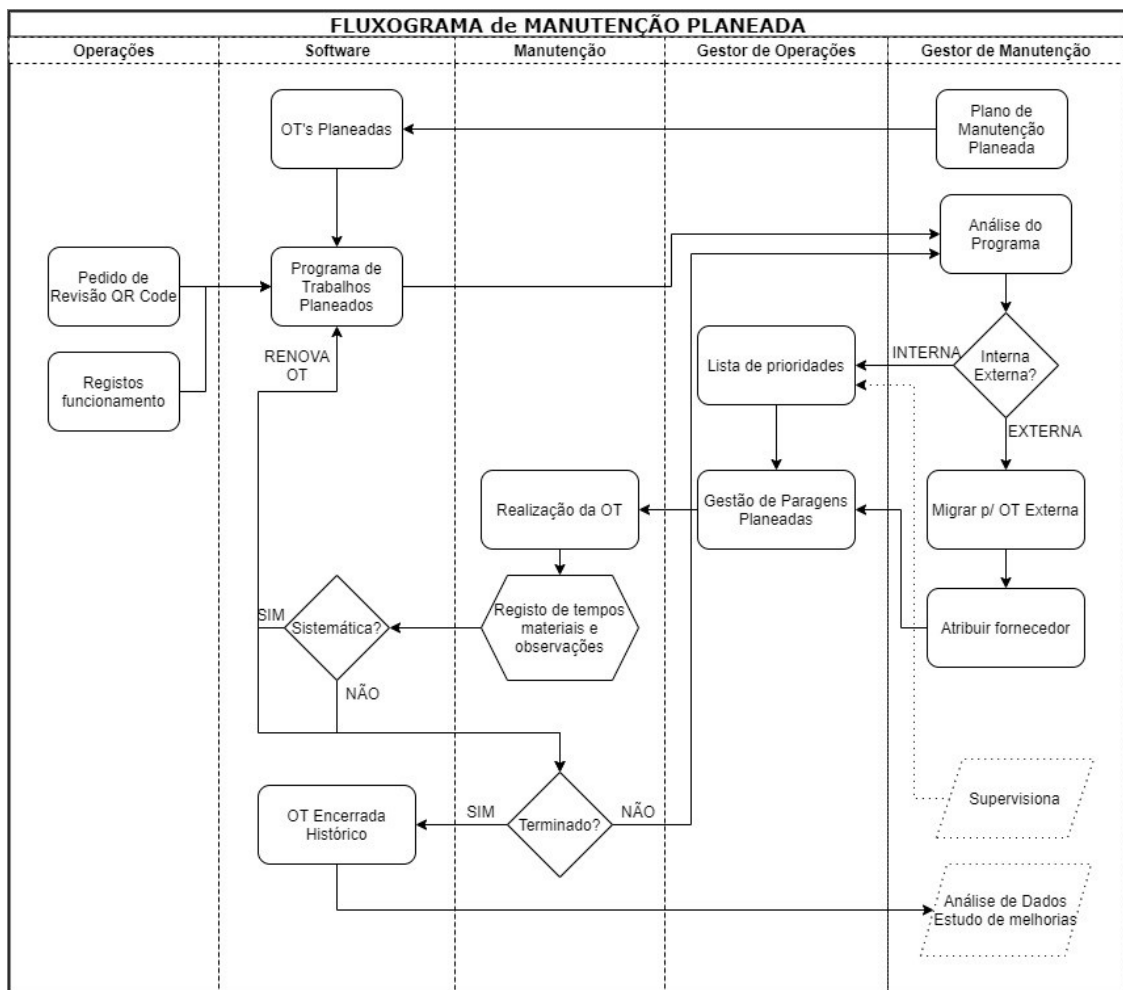 FLUXOGRAMA de MANUTENÇÃO PLANEADA
Operações
Software
Manutenção
Gestor de Operações
Gestor de Manutenção
OT's Planeadas
Plano de
Manutenção
Planeada
Análise do
Programa
Pedido de
Revisão QR Code
Programa de
Trabalhos
Planeados
RENOVA
OT
Registos
funcionamento
Lista de prioridades
INTERNA
Interna
Externa?
EXTERNA
Realização da OT
Gestão de Paragens
Planeadas
Migrar p/ OT Externa
SIM
Sistemática?
Registo de tempos
materiais e
observações
Atribuir fornecedor
NÃO
OT Encerrada
Histórico
SIM
Terminado?
NÃO
Supervisiona
Análise de Dados
Estudo de melhorias